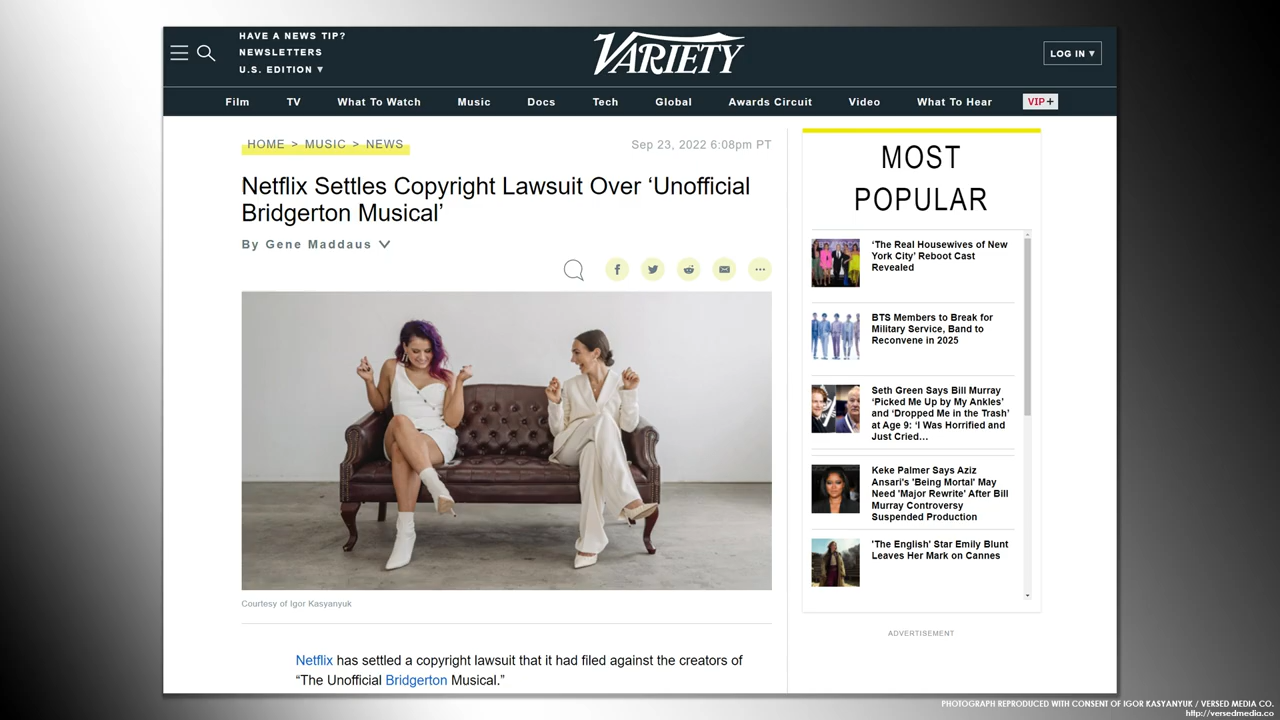 HAVE A NEWS TIP?
NEWSLETTERS
U.S. EDITION ▼
VARIETY
LOG IN ▼
Film TV What To Watch Music Docs Tech Global Awards Circuit Video What To Hear VIP+
HOME > MUSIC > NEWS
Sep 23, 2022 6:08pm PT
Netflix Settles Copyright Lawsuit Over ‘Unofficial
Bridgerton Musical’
By Gene Maddaus
Courtesy of Igor Kasyanyuk
Netflix has settled a copyright lawsuit that it had filed against the creators of
“The Unofficial Bridgerton Musical.”
MOST
POPULAR
‘The Real Housewives of New
York City’ Reboot Cast
Revealed
BTS Members to Break for
Military Service, Band to
Reconvene in 2025
Seth Green Says Bill Murray
‘Picked Me Up by My Ankles’
and ‘Dropped Me in the Trash’
at Age 9: ‘I Was Horrified and
Just Cried…
Keke Palmer Says Aziz
Ansari's 'Being Mortal' May
Need 'Major Rewrite' After Bill
Murray Controversy
Suspended Production
'The English' Star Emily Blunt
Leaves Her Mark on Cannes
ADVERTISEMENT
PHOTOGRAPH REPRODUCED WITH CONSENT OF IGOR KASYANYUK / VERSED MEDIA CO.
http://versedmedia.co